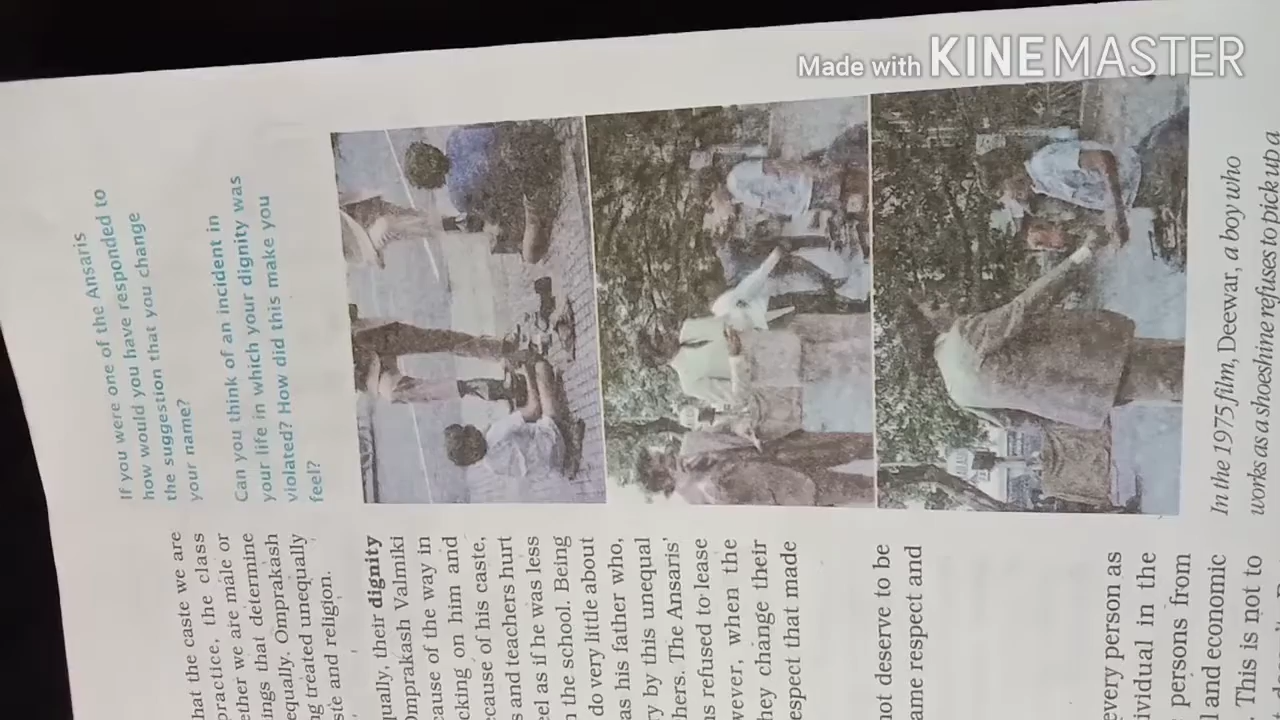 Made with KINEMASTER
If you were one of the Ansaris
how would you have responded to
the suggestion that you change
your name?
Can you think of an incident in
your life in which your dignity was
violated? How did this make you
feel?
In the 1975 film, Deewar, a boy who
works as a shoeshine refuses to pick up a
hat the caste we are
practice, the class
ether we are male or
ings that determine
equally. Omprakash
ng treated unequally
ste and religion.
qually, their dignity
Omprakash Valmiki
cause of the way in
cking on him and
ecause of his caste,
s and teachers hurt
eel as if he was less
n the school. Being
do very little about
as his father who,
ry by this unequal
hers. The Ansaris'
as refused to lease
wever, when the
hey change their
espect that made
not deserve to be
ame respect and
every person as
ividual in the
persons from
l and economic
. This is not to